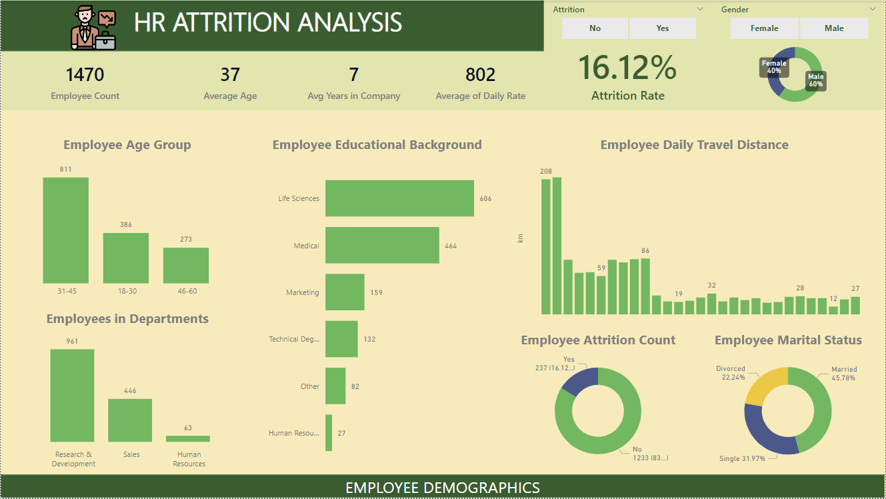 HR ATTRITION ANALYSIS
Attrition
No
Yes
Gender
Female
Male
1470
Employee Count
37
Average Age
7
Avg Years in Company
802
Average of Daily Rate
16.12%
Attrition Rate
Female
40%
Male
60%
Employee Age Group
811
386
273
31-45
18-30
46-60
Employees in Departments
961
446
63
Research &
Development
Sales
Human
Resources
Employee Educational Background
Life Sciences
606
Medical
464
Marketing
159
Technical Deg...
132
Other
82
Human Resou...
27
Employee Daily Travel Distance
km
208
59
86
19
32
28
12
27
Employee Attrition Count
Yes
237 (16.12...)
No
1233 (83....)
Employee Marital Status
Divorced
22.24%
Married
45.78%
Single 31.97%
EMPLOYEE DEMOGRAPHICS